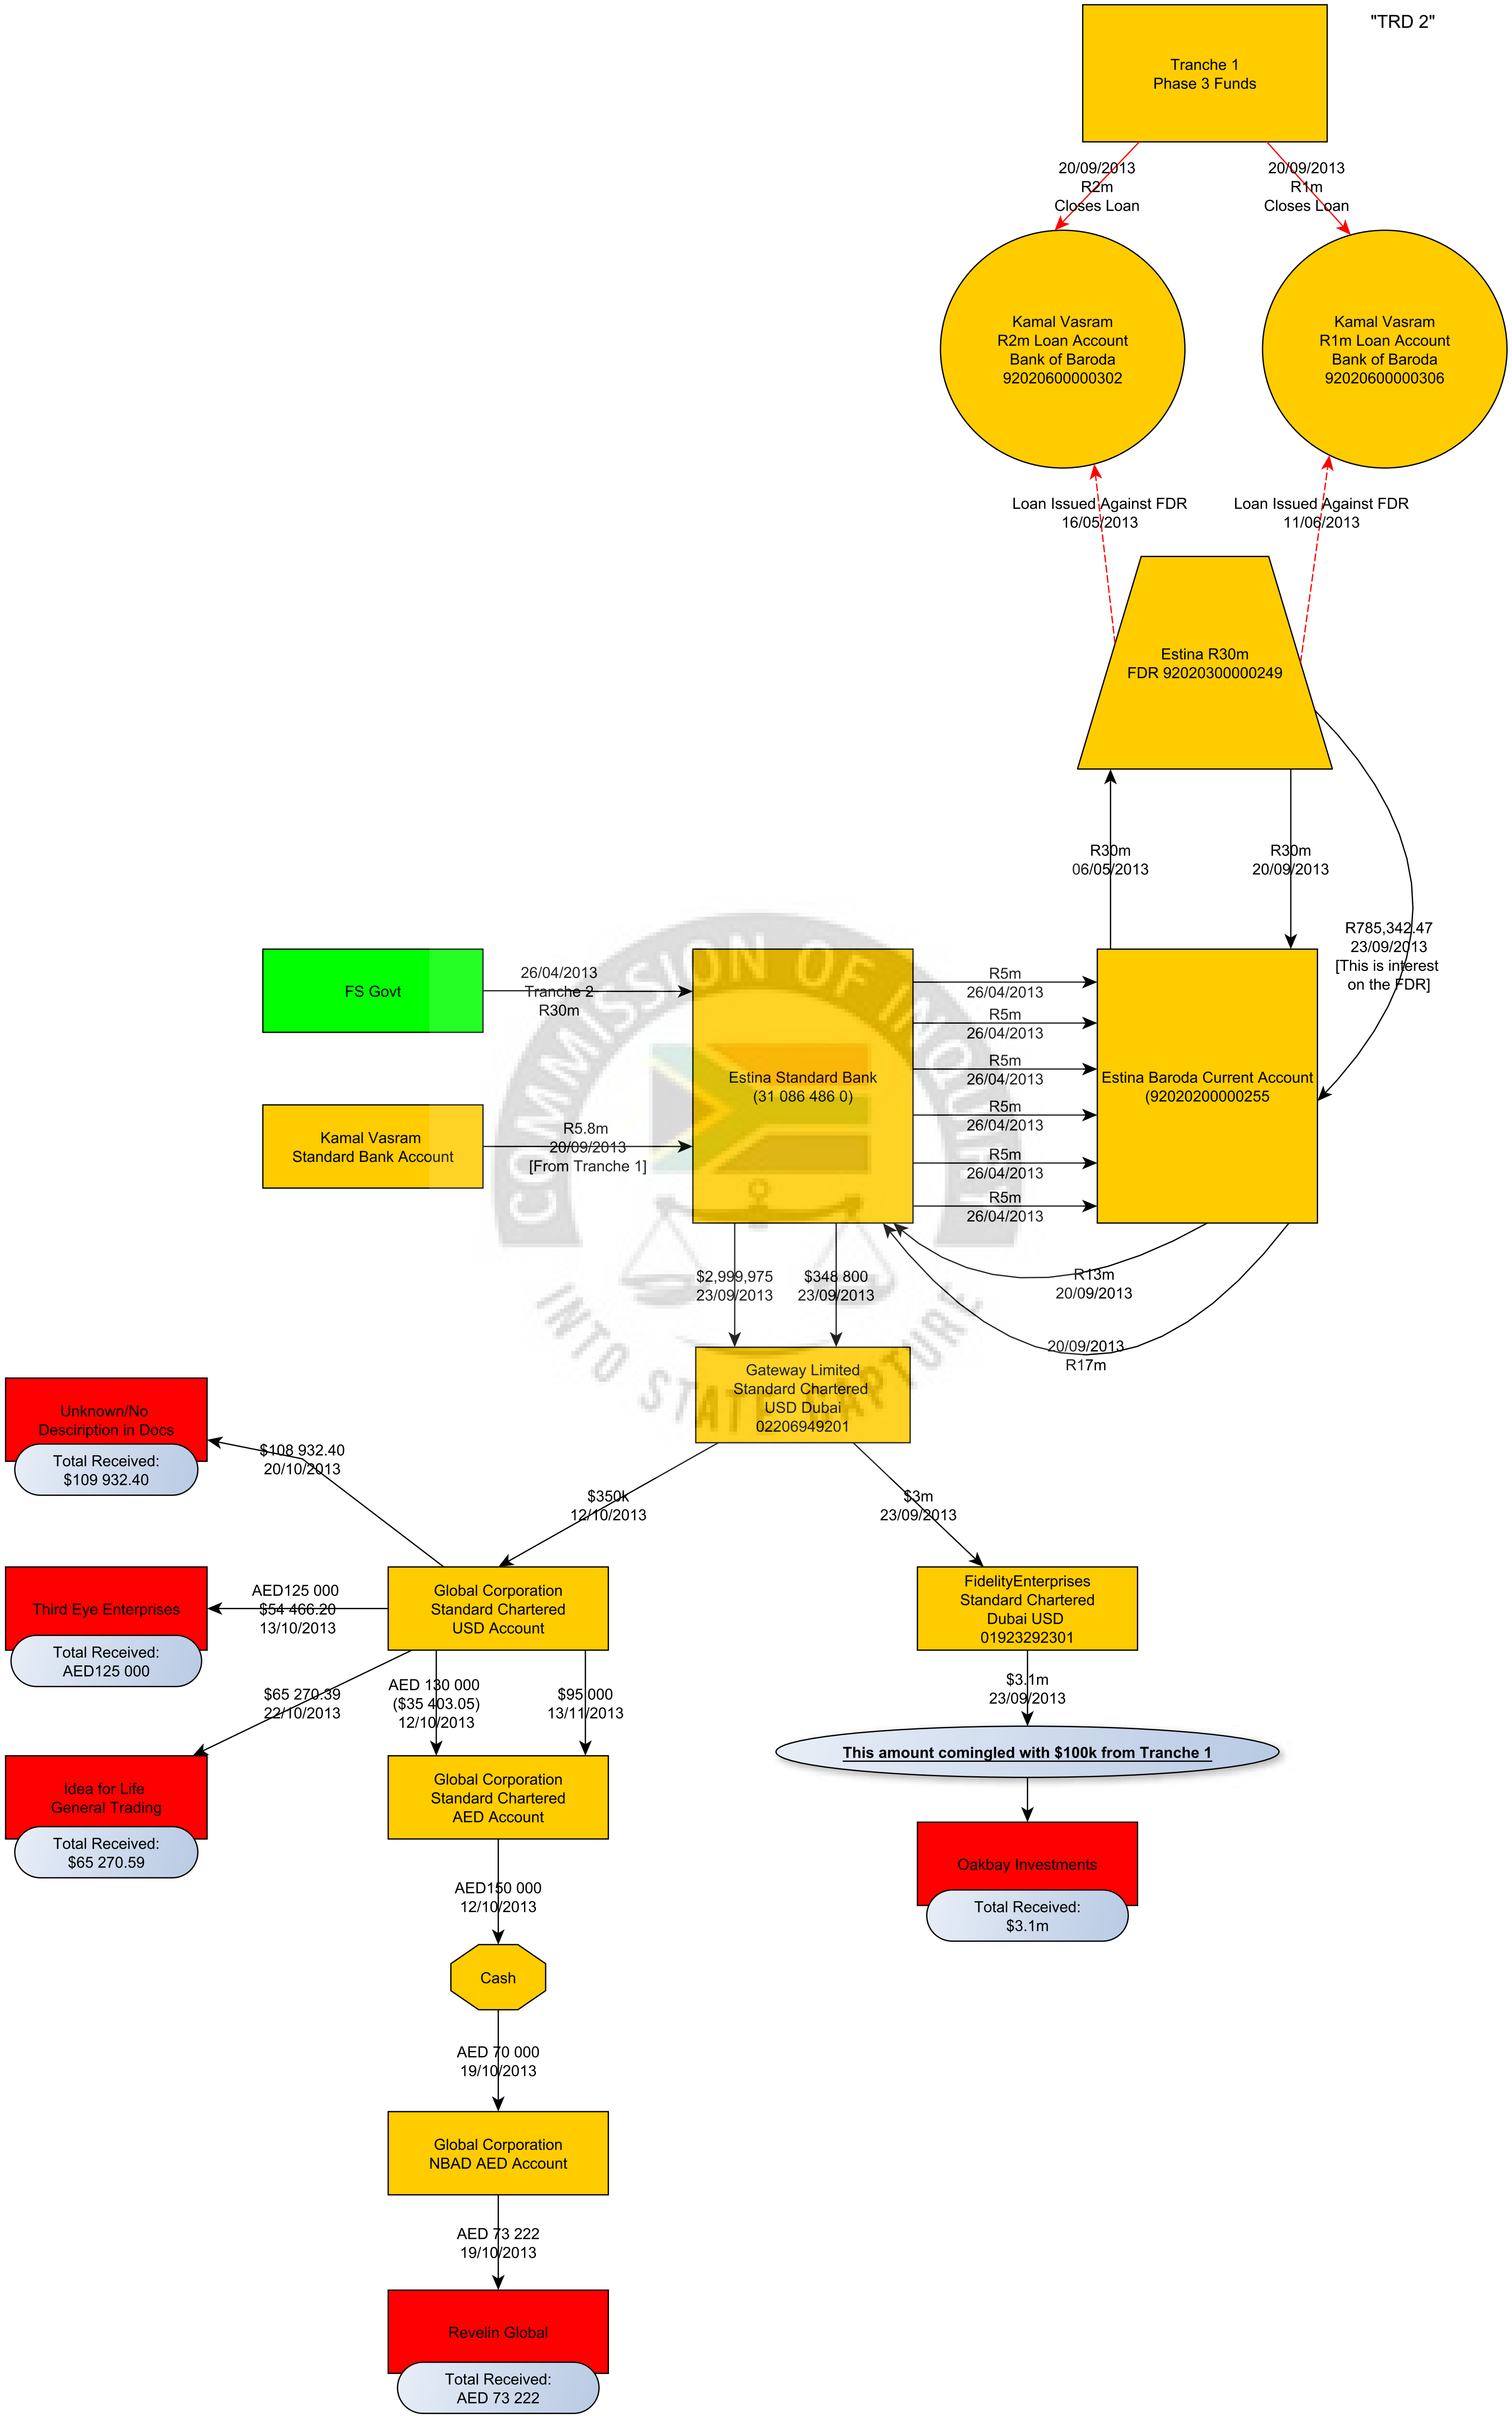 "TRD 2"
Tranche 1
Phase 3 Funds
20/09/2013
R2m
Closes Loan
20/09/2013
R1m
Closes Loan
Kamal Vasram
R2m Loan Account
Bank of Baroda
92020600000302
Kamal Vasram
R1m Loan Account
Bank of Baroda
92020600000306
Loan Issued Against FDR
16/05/2013
Loan Issued Against FDR
11/06/2013
Estina R30m
FDR 92020300000249
R30m
06/05/2013
R30m
20/09/2013
R785,342.47
23/09/2013
[This is interest
on the FDR]
COMMISSION OF INQUIRY
INTO STATE CAPTURE
FS Govt
26/04/2013
Tranche 2
R30m
Kamal Vasram
Standard Bank Account
R5.8m
20/09/2013
[From Tranche 1]
Estina Standard Bank
(31 086 486 0)
R5m
26/04/2013
R5m
26/04/2013
R5m
26/04/2013
R5m
26/04/2013
R5m
26/04/2013
R5m
26/04/2013
Estina Baroda Current Account
(92020200000255
R13m
20/09/2013
20/09/2013
R17m
$2,999,975
23/09/2013
$348 800
23/09/2013
Gateway Limited
Standard Chartered
USD Dubai
02206949201
Unknown/No
Desciription in Docs
Total Received:
$109 932.40
$108 932.40
20/10/2013
$350k
12/10/2013
$3m
23/09/2013
Third Eye Enterprises
Total Received:
AED125 000
AED125 000
$54 466.20
13/10/2013
Global Corporation
Standard Chartered
USD Account
FidelityEnterprises
Standard Chartered
Dubai USD
01923292301
$65 270.39
22/10/2013
AED 130 000
($35 403.05)
12/10/2013
$95 000
13/11/2013
$3.1m
23/09/2013
This amount comingled with $100k from Tranche 1
Idea for Life
General Trading
Total Received:
$65 270.59
Global Corporation
Standard Chartered
AED Account
Oakbay Investments
Total Received:
$3.1m
AED150 000
12/10/2013
Cash
AED 70 000
19/10/2013
Global Corporation
NBAD AED Account
AED 73 222
19/10/2013
Revelin Global
Total Received:
AED 73 222